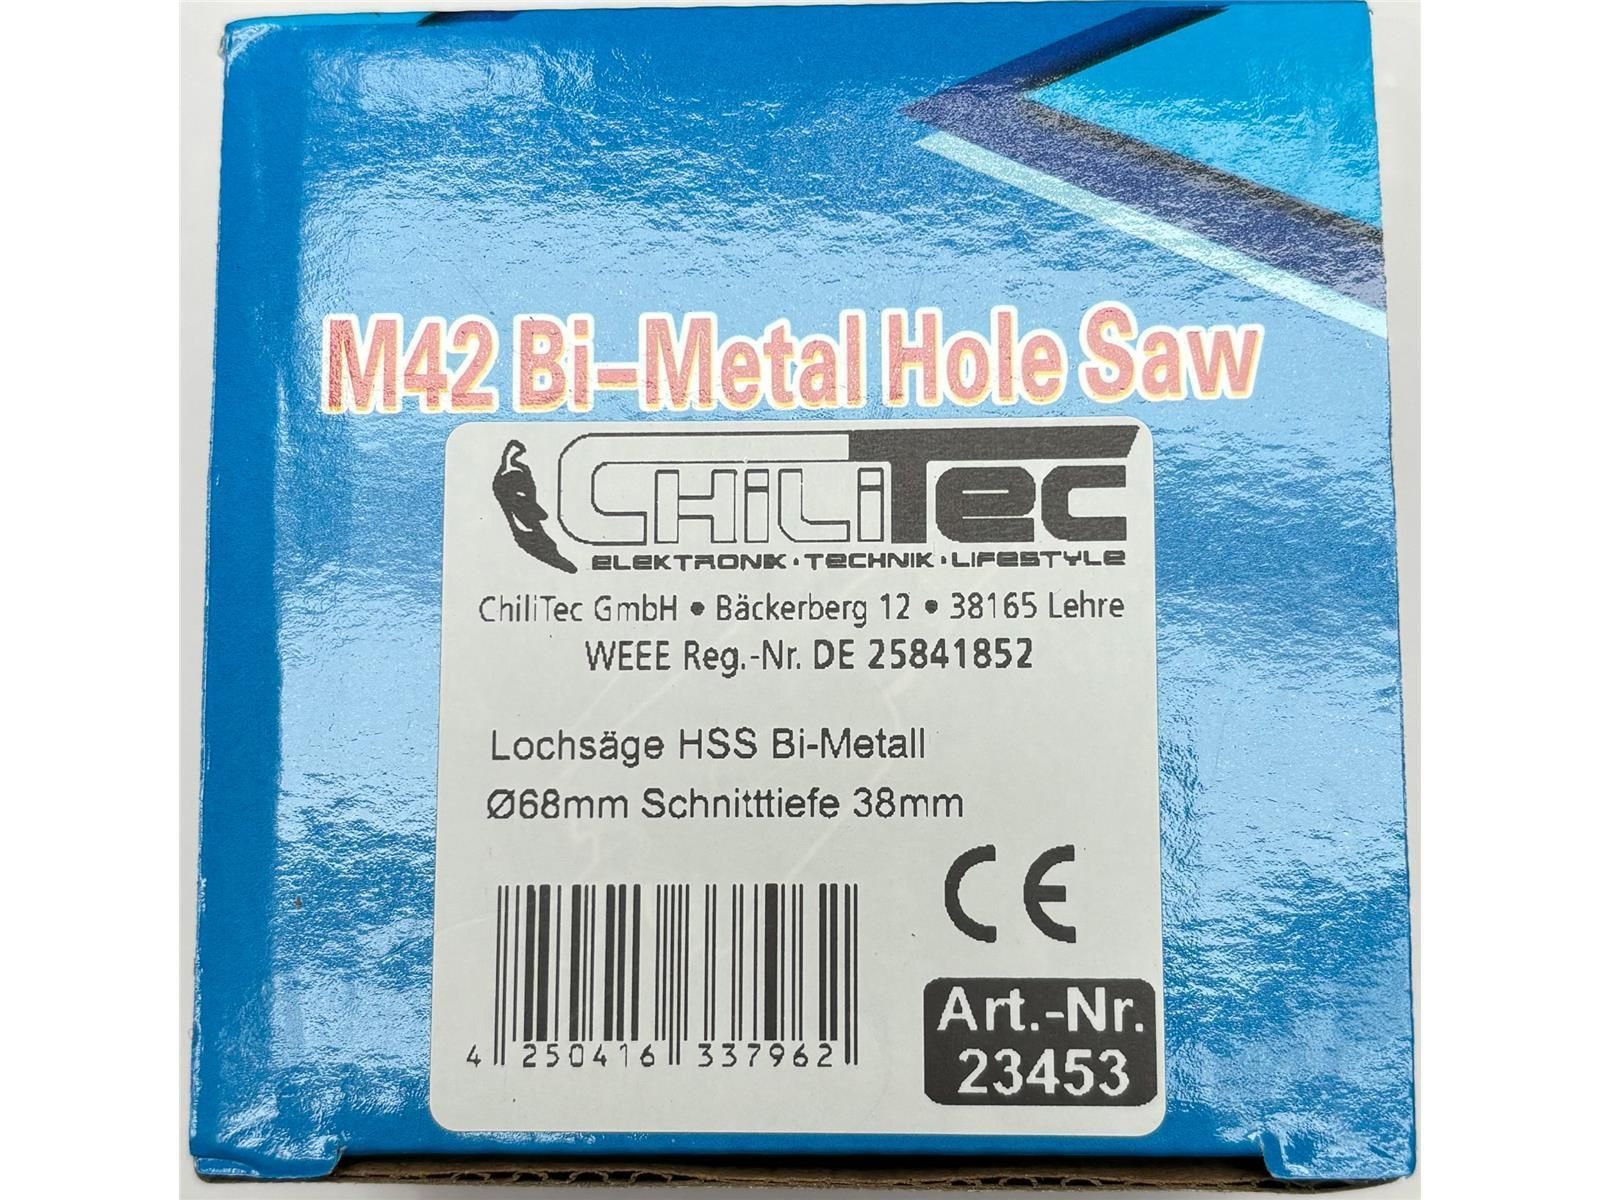 M42 Bi-Metal Hole Saw
CHiLiTec
ELEKTRONIK · TECHNIK · LIFESTYLE
ChiliTec GmbH • Bäckerberg 12 • 38165 Lehre
WEEE Reg.-Nr. DE 25841852
Lochsäge HSS Bi-Metall
Ø68mm Schnitttiefe 38mm
CE
4 250416 337962
Art.-Nr.
23453